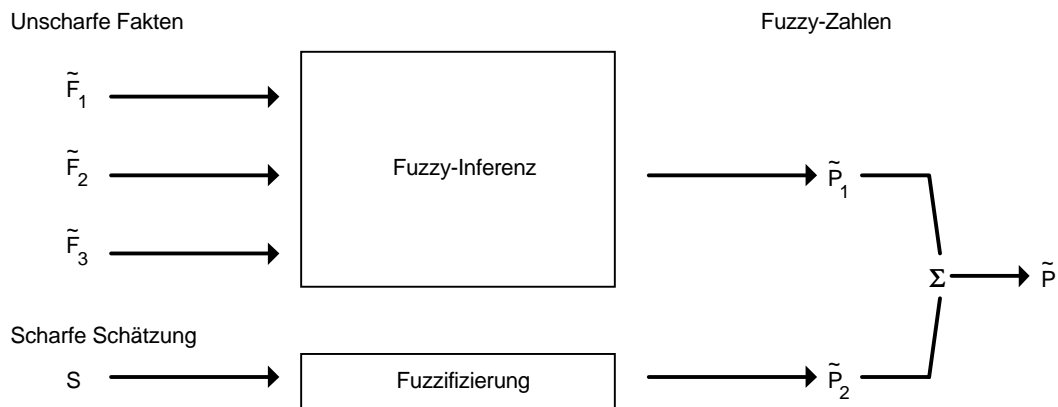 Unscharfe Fakten
Fuzzy-Zahlen
F̃₁
F̃₂
Fuzzy-Inferenz
P̃₁
F̃₃
Σ
P̃
Scharfe Schätzung
S
Fuzzifizierung
P̃₂